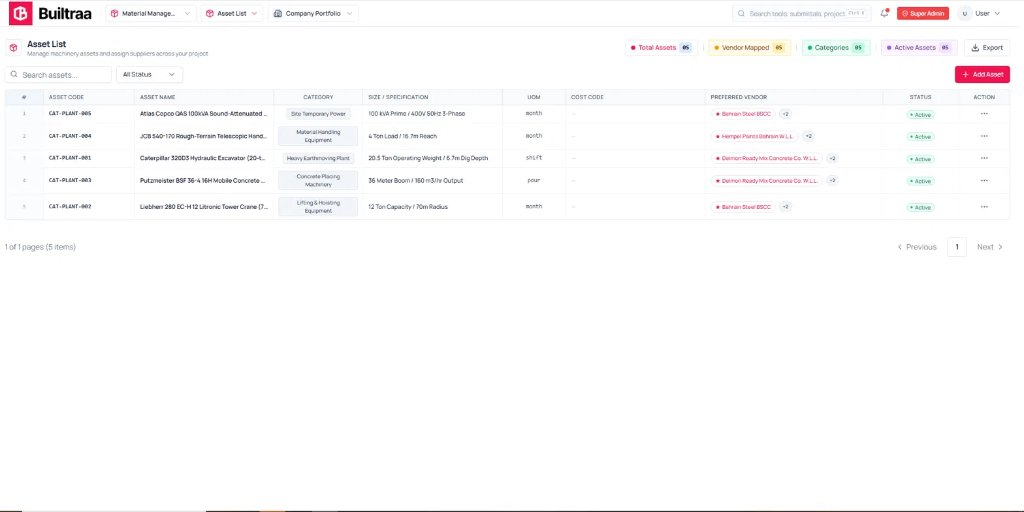 Builtraa
Material Manage...
Asset List
Company Portfolio
Search tools, submittals, project
Ctrl K
Super Admin
U
User
Asset List
Manage machinery assets and assign suppliers across your project
Total Assets 05
Vendor Mapped 05
Categories 05
Active Assets 05
Export
Search assets...
All Status
+ Add Asset
# ASSET CODE ASSET NAME CATEGORY SIZE / SPECIFICATION UOM COST CODE PREFERRED VENDOR STATUS ACTION
1 CAT-PLANT-005 Atlas Copco QAS 100kVA Sound-Attenuated ... Site Temporary Power 100 kVA Prime / 400V 50Hz 3-Phase month — ★ Bahrain Steel BSCC +2 Active ...
2 CAT-PLANT-004 JCB 540-170 Rough-Terrain Telescopic Hand... Material Handling
Equipment 4 Ton Load / 16.7m Reach month — ★ Hempel Paints Bahrain W.L.L. +2 Active ...
3 CAT-PLANT-001 Caterpillar 320D3 Hydraulic Excavator (20-t... Heavy Earthmoving Plant 20.5 Ton Operating Weight / 6.7m Dig Depth shift — ★ Delmon Ready Mix Concrete Co. W.L.L. +2 Active ...
4 CAT-PLANT-003 Putzmeister BSF 36-4 16H Mobile Concrete ... Concrete Placing
Machinery 36 Meter Boom / 160 m3/hr Output pour — ★ Delmon Ready Mix Concrete Co. W.L.L. +2 Active ...
5 CAT-PLANT-002 Liebherr 280 EC-H 12 Litronic Tower Crane (7... Lifting & Hoisting
Equipment 12 Ton Capacity / 70m Radius month — ★ Bahrain Steel BSCC +2 Active ...
1 of 1 pages (5 items)
< Previous 1 Next >